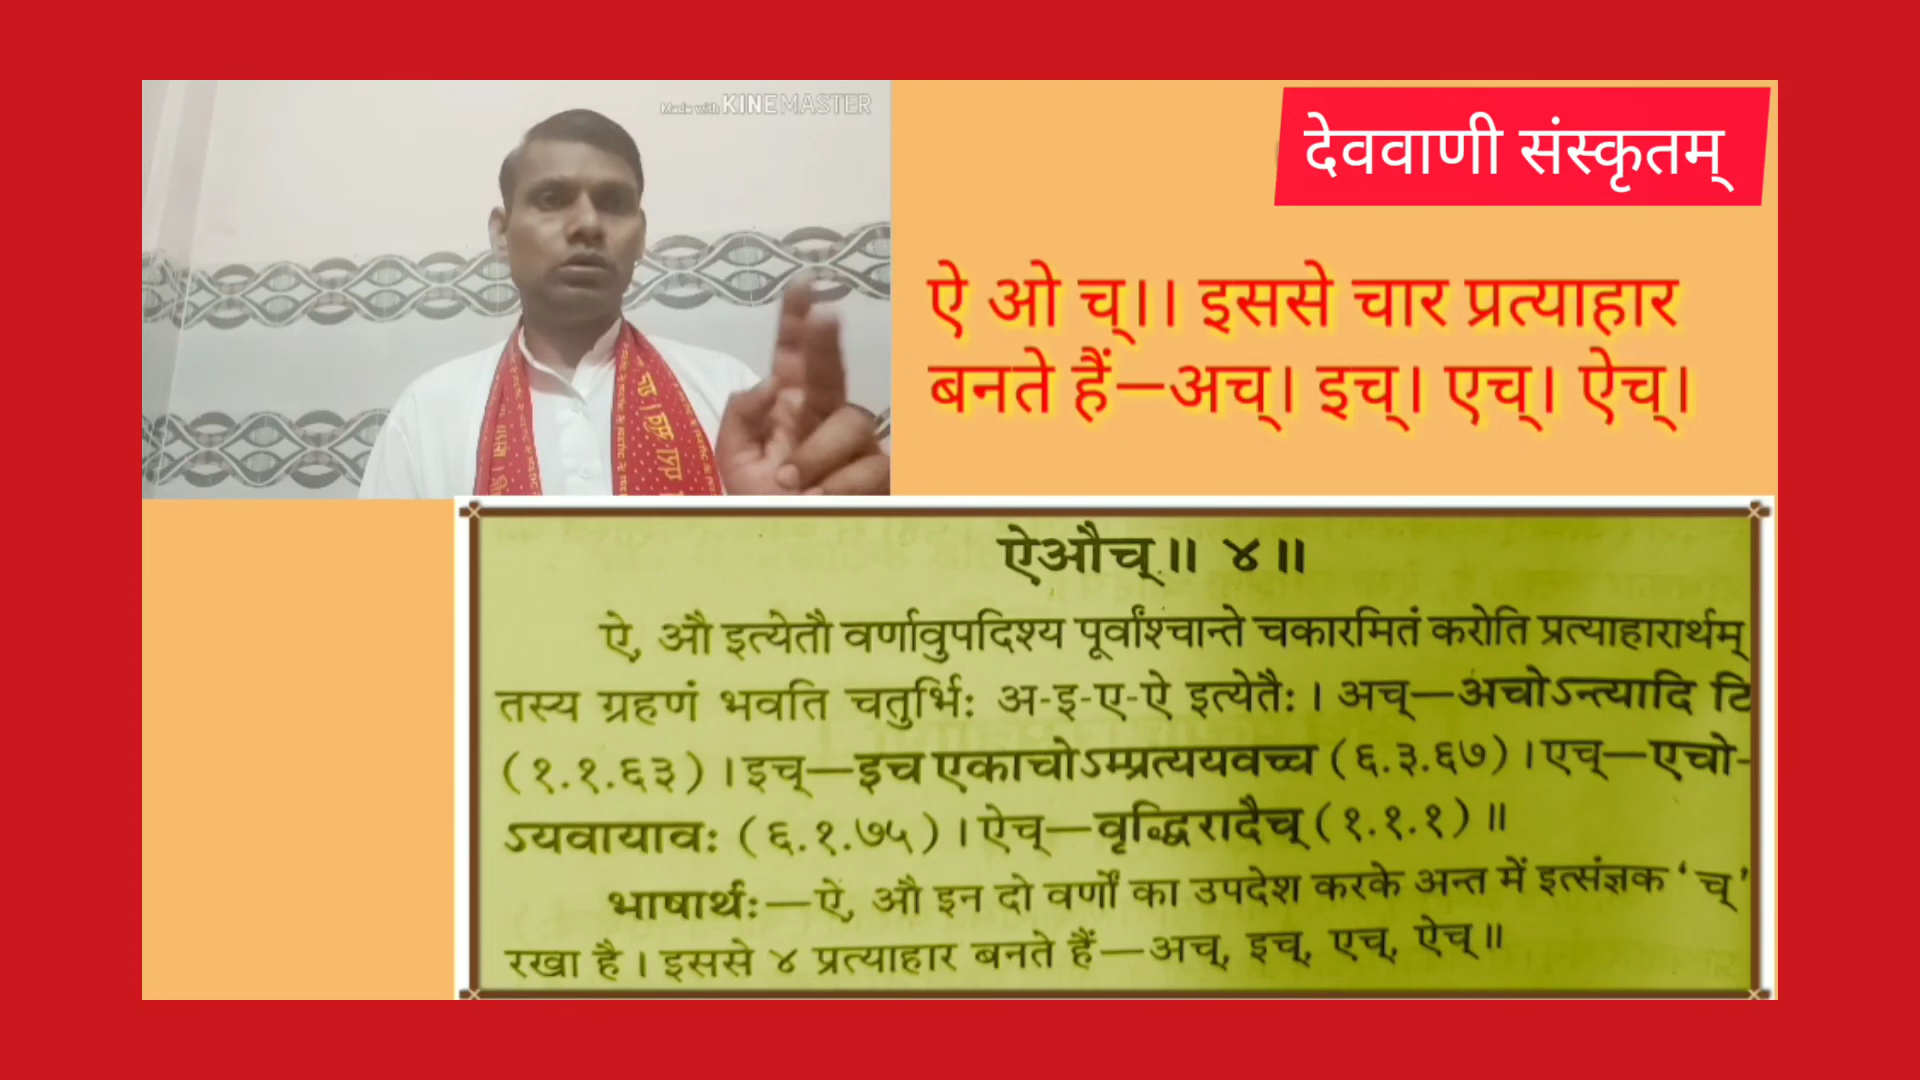 Made with KINEMASTER
देववाणी संस्कृतम्
ऐ ओ च्।। इससे चार प्रत्याहार
बनते हैं—अच्। इच्। एच्। ऐच्।
ऐऔच्॥ ४॥
ऐ, औ इत्येतौ वर्णावुपदिश्य पूर्वांश्चान्ते चकारमितं करोति प्रत्याहारार्थम्
तस्य ग्रहणं भवति चतुर्भिः अ-इ-ए-ऐ इत्येतैः। अच्—अचोऽन्त्यादि टि
(१.१.६३)। इच्—इच एकाचोऽम्प्रत्ययवच्च (६.३.६७)। एच्—एचो-
ऽयवायावः (६.१.७५)। ऐच्—वृद्धिरादैच् (१.१.१)॥
भाषार्थः—ऐ, औ इन दो वर्णों का उपदेश करके अन्त में इत्संज्ञक ‘च्’
रखा है। इससे ४ प्रत्याहार बनते हैं—अच्, इच्, एच्, ऐच्॥